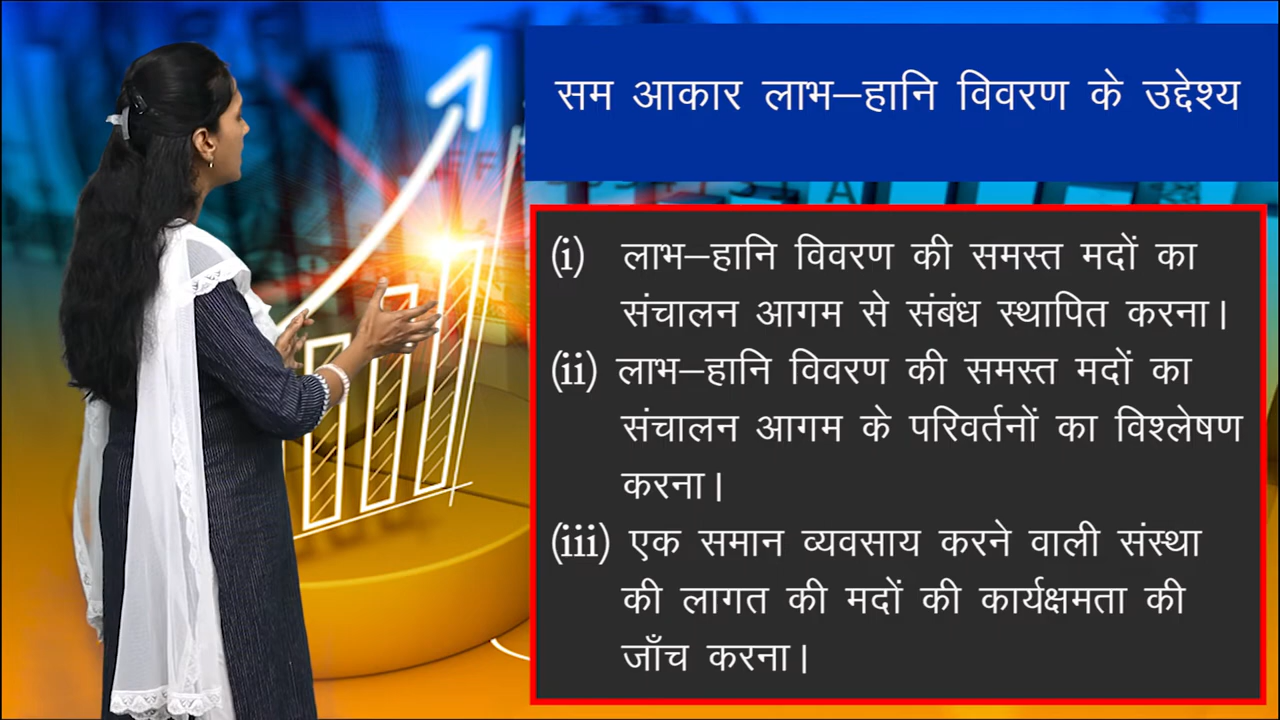 सम आकार लाभ–हानि विवरण के उद्देश्य
(i) लाभ–हानि विवरण की समस्त मदों का
संचालन आगम से संबंध स्थापित करना।
(ii) लाभ–हानि विवरण की समस्त मदों का
संचालन आगम के परिवर्तनों का विश्लेषण
करना।
(iii) एक समान व्यवसाय करने वाली संस्था
की लागत की मदों की कार्यक्षमता की
जाँच करना।